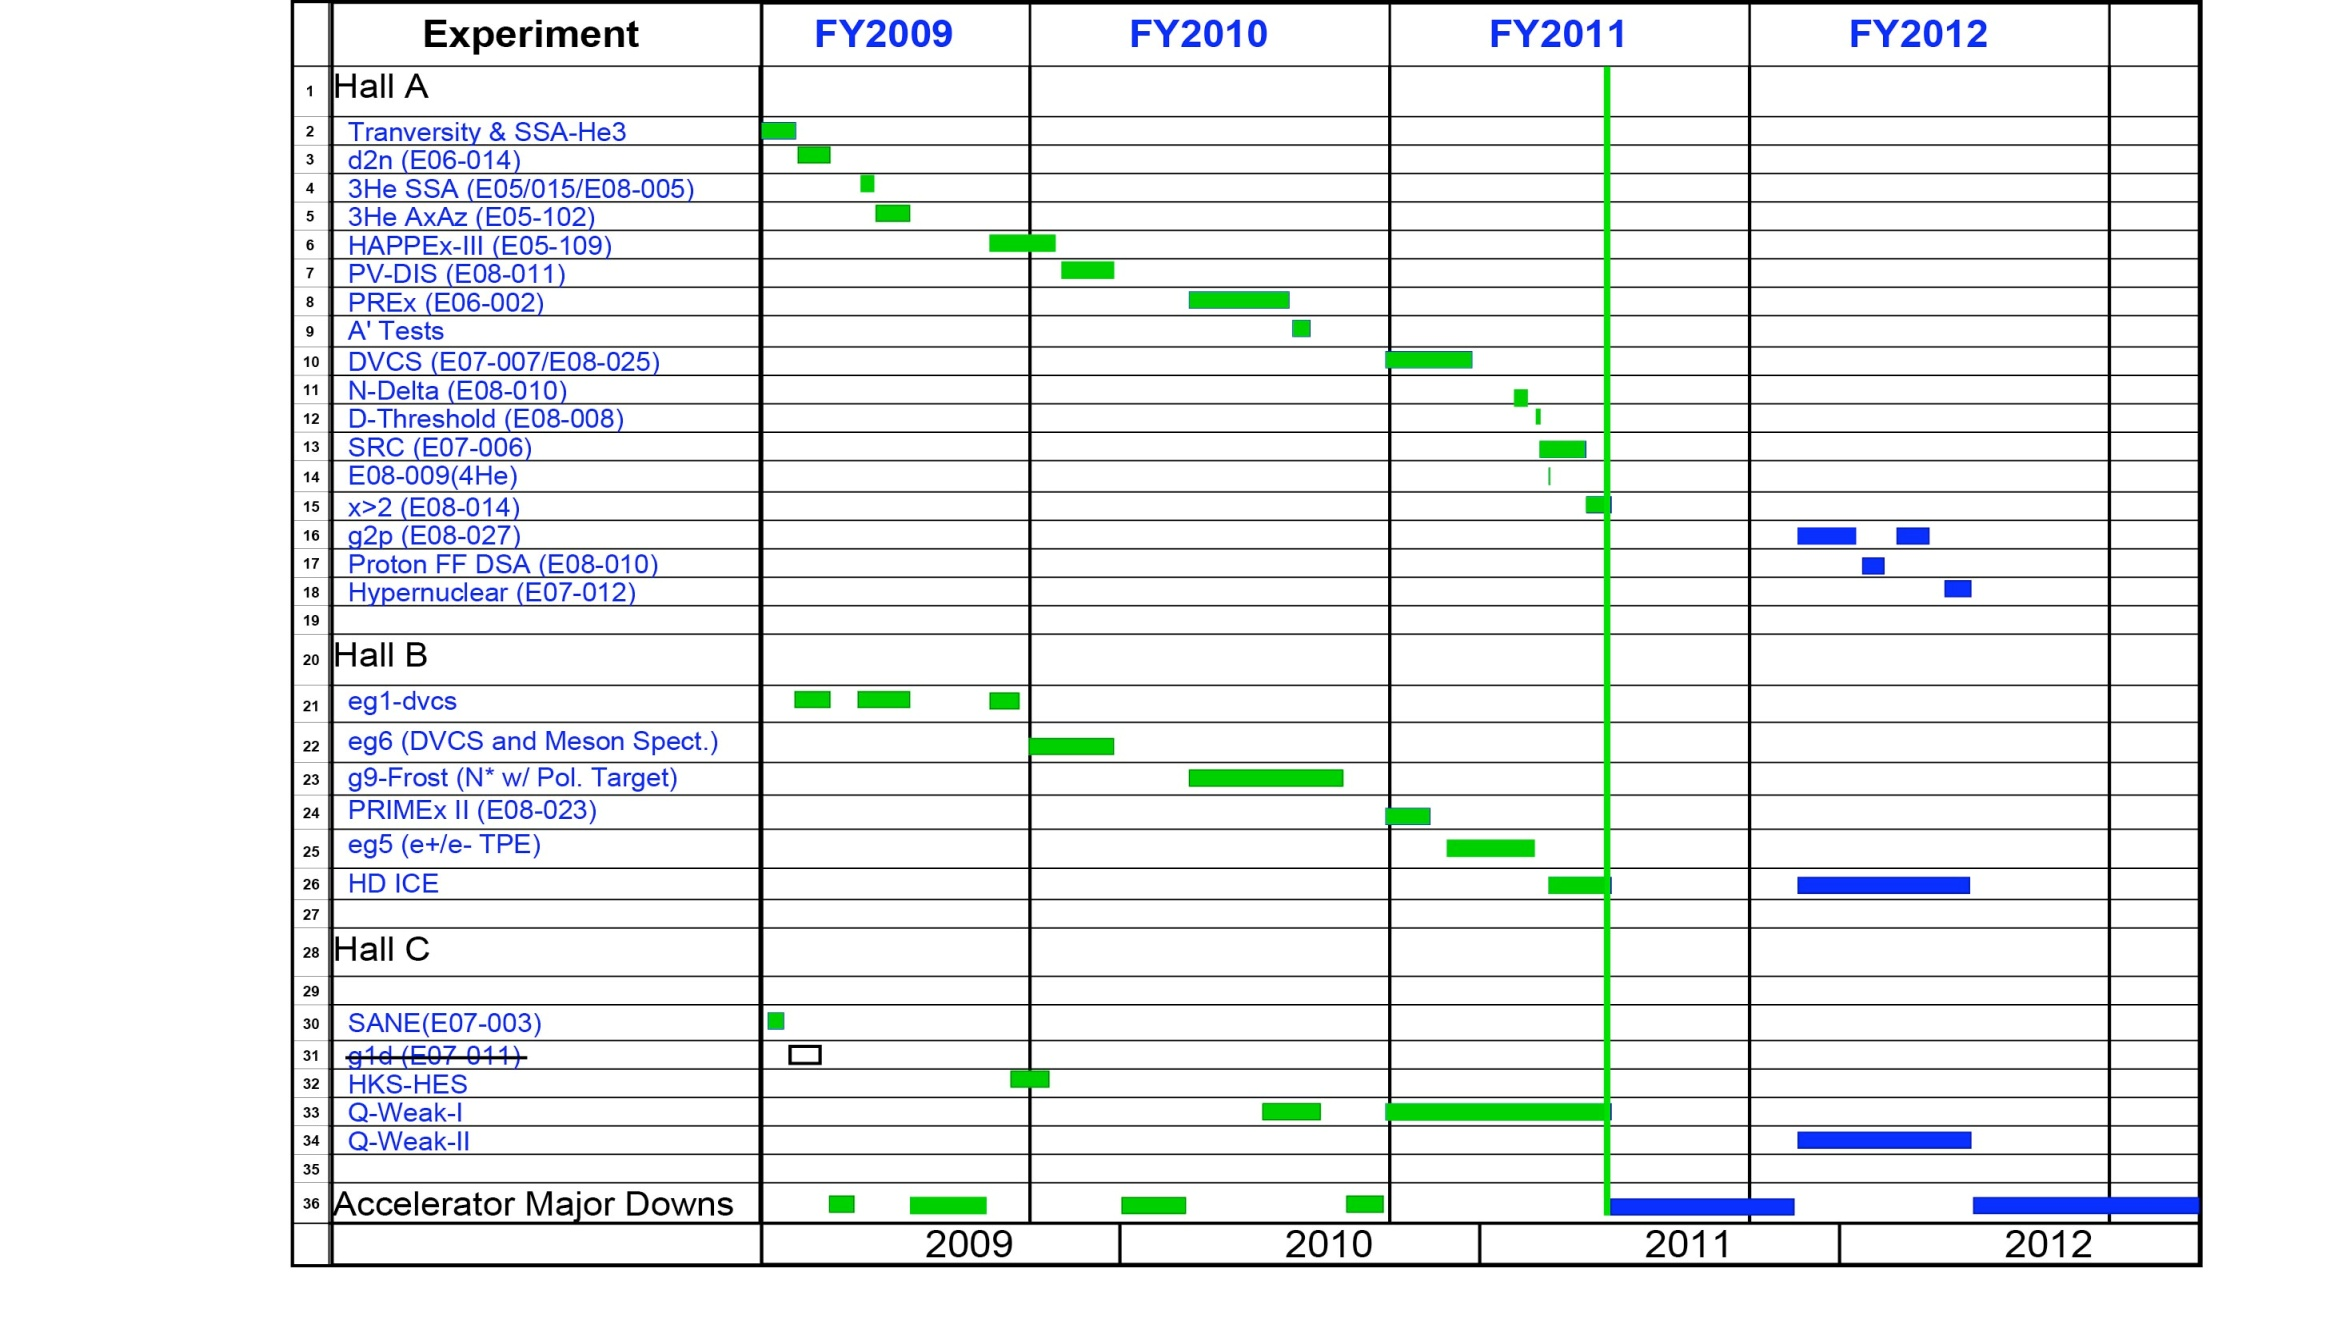 Experiment FY2009 FY2010 FY2011 FY2012
1 Hall A
2 Tranversity & SSA-He3
3 d2n (E06-014)
4 3He SSA (E05/015/E08-005)
5 3He AxAz (E05-102)
6 HAPPEx-III (E05-109)
7 PV-DIS (E08-011)
8 PREx (E06-002)
9 A' Tests
10 DVCS (E07-007/E08-025)
11 N-Delta (E08-010)
12 D-Threshold (E08-008)
13 SRC (E07-006)
14 E08-009(4He)
15 x>2 (E08-014)
16 g2p (E08-027)
17 Proton FF DSA (E08-010)
18 Hypernuclear (E07-012)
19
20 Hall B
21 eg1-dvcs
22 eg6 (DVCS and Meson Spect.)
23 g9-Frost (N* w/ Pol. Target)
24 PRIMEx II (E08-023)
25 eg5 (e+/e- TPE)
26 HD ICE
27
28 Hall C
29
30 SANE(E07-003)
31 g1d (E07-011)
32 HKS-HES
33 Q-Weak-I
34 Q-Weak-II
35
36 Accelerator Major Downs
2009 2010 2011 2012